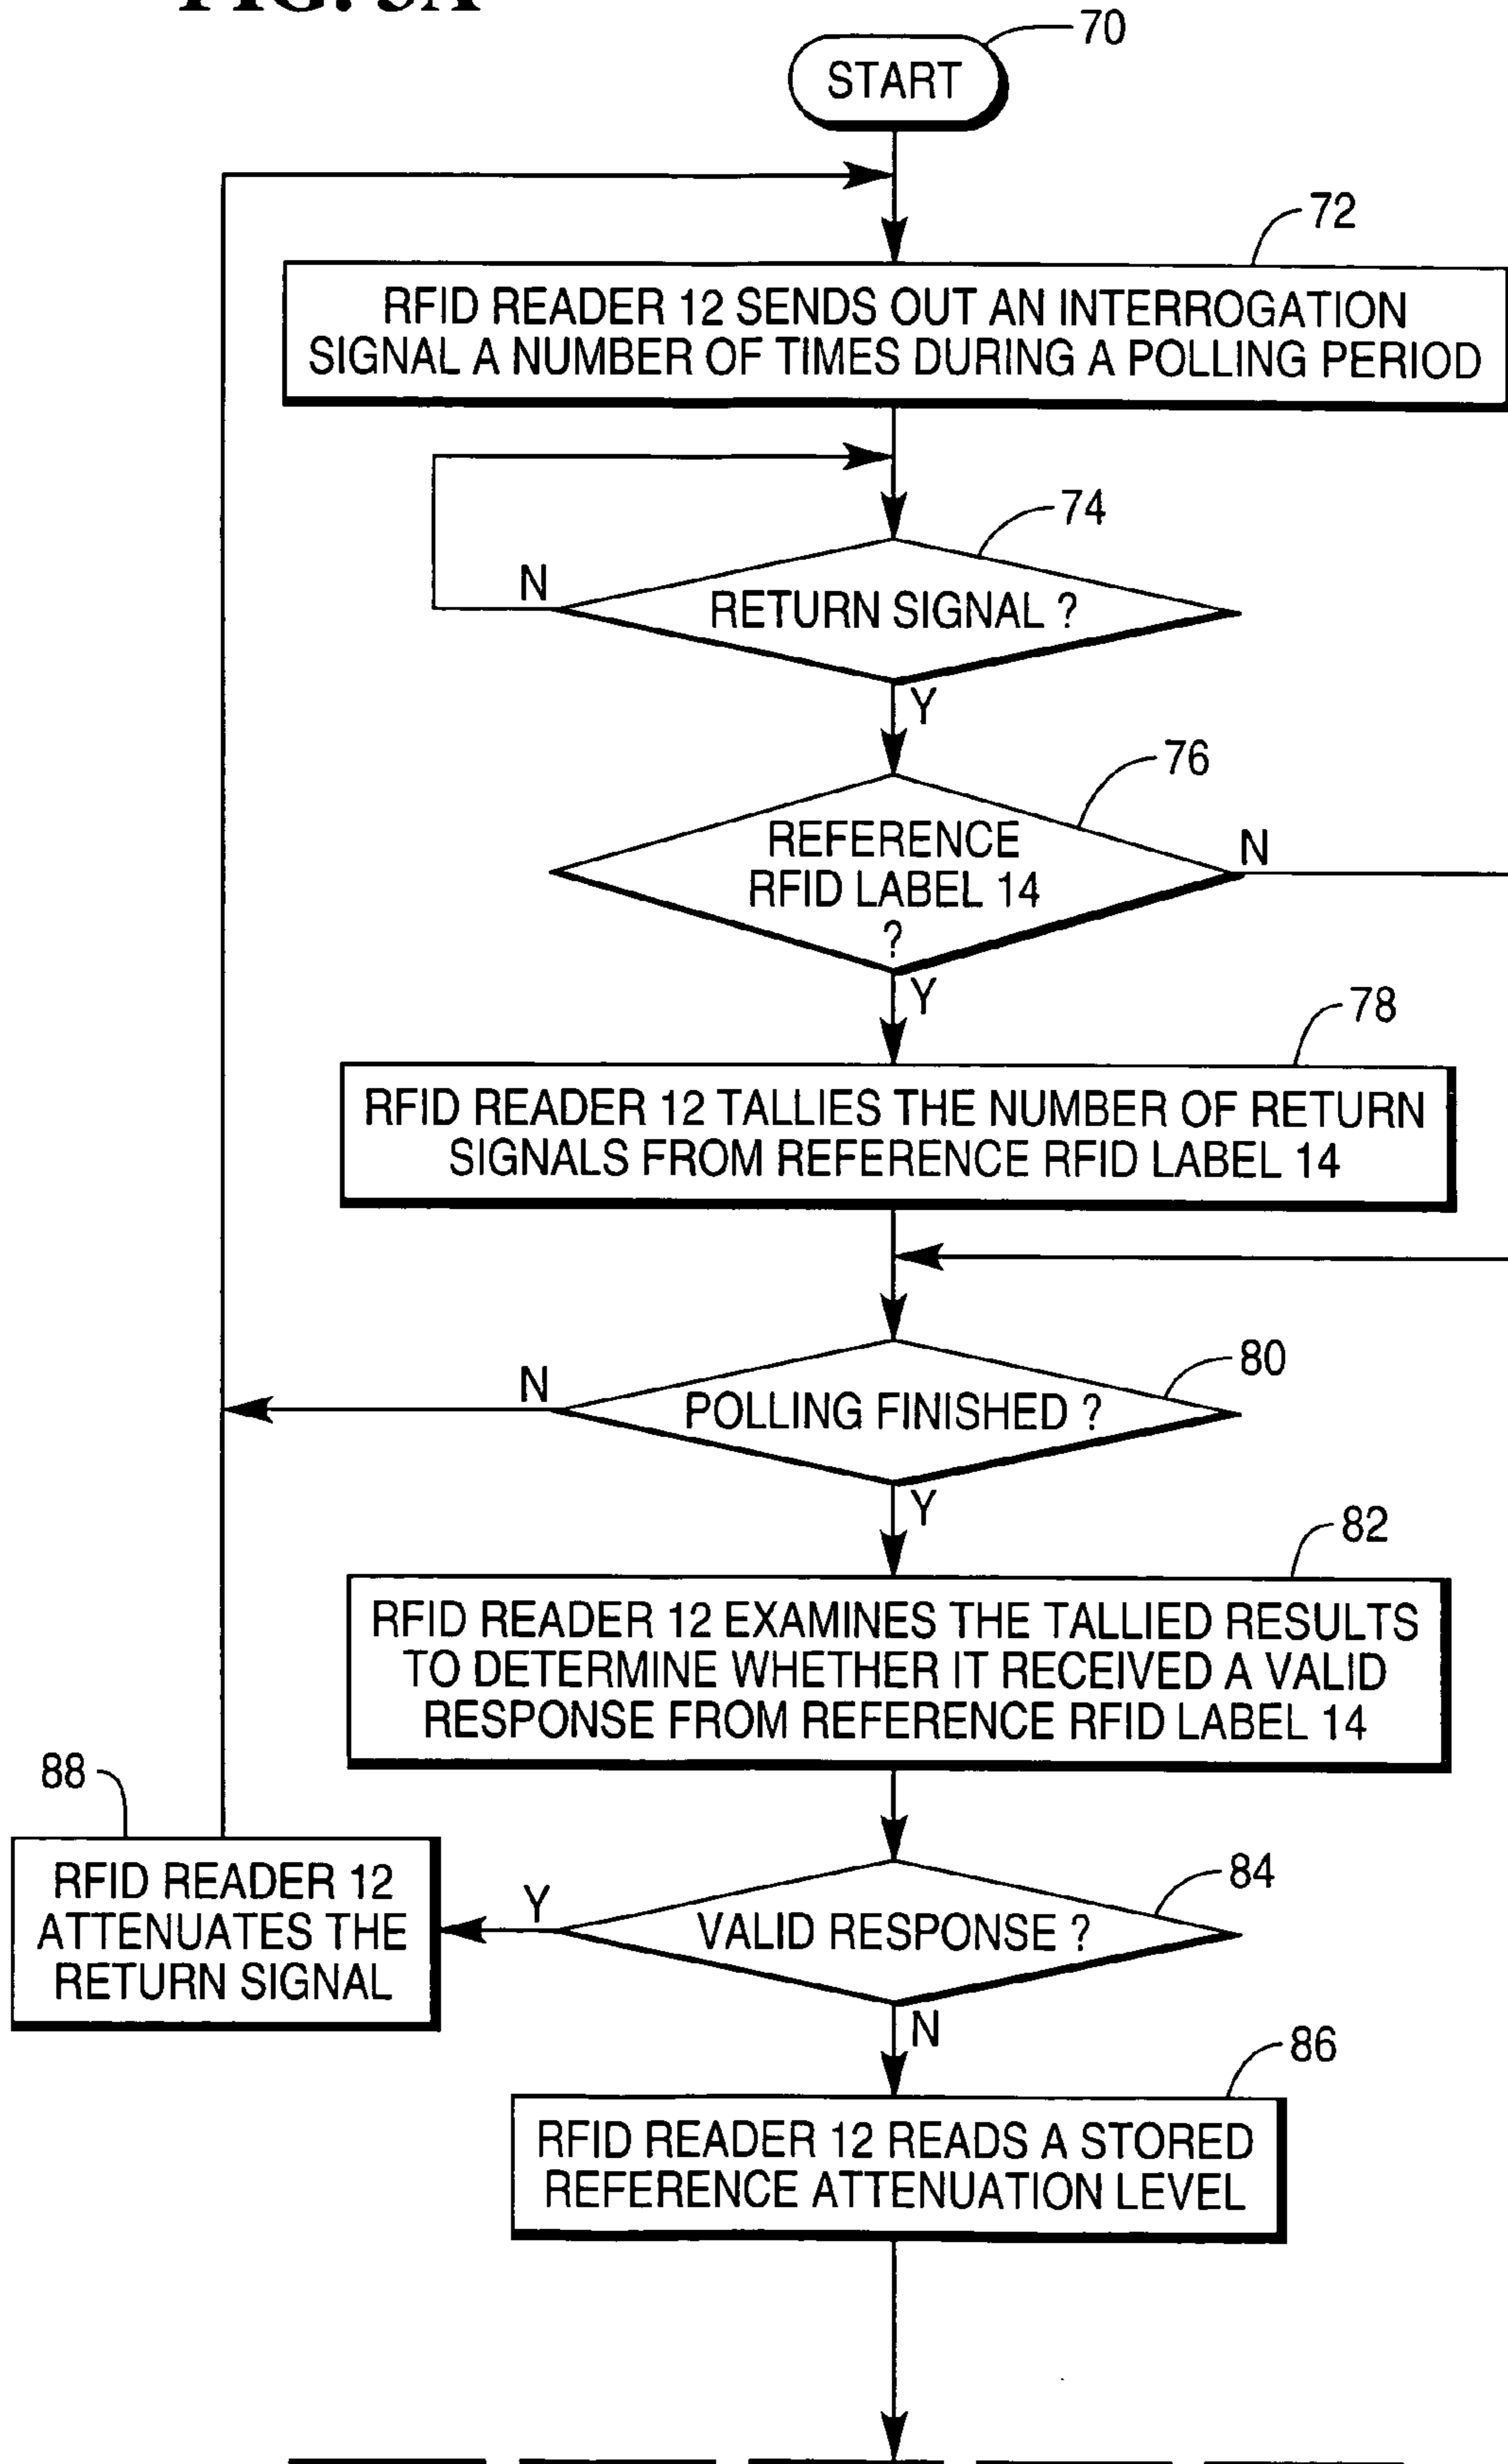 70
START
72
RFID READER 12 SENDS OUT AN INTERROGATION
SIGNAL A NUMBER OF TIMES DURING A POLLING PERIOD
74
N
RETURN SIGNAL ?
Y
76
REFERENCE
RFID LABEL 14
?
N
Y
78
RFID READER 12 TALLIES THE NUMBER OF RETURN
SIGNALS FROM REFERENCE RFID LABEL 14
80
N
POLLING FINISHED ?
Y
82
RFID READER 12 EXAMINES THE TALLIED RESULTS
TO DETERMINE WHETHER IT RECEIVED A VALID
RESPONSE FROM REFERENCE RFID LABEL 14
88
RFID READER 12
ATTENUATES THE
RETURN SIGNAL
84
Y
VALID RESPONSE ?
N
86
RFID READER 12 READS A STORED
REFERENCE ATTENUATION LEVEL